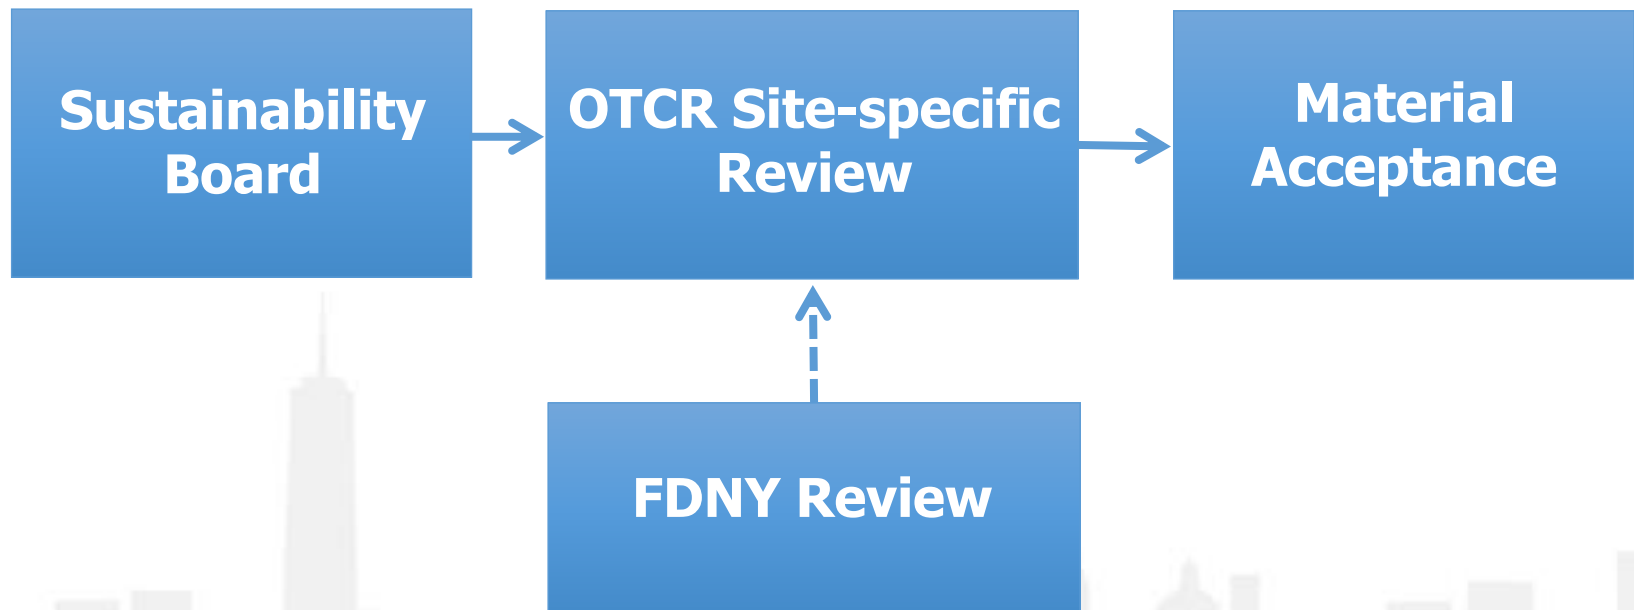 Sustainability
Board
OTCR Site-specific
Review
Material
Acceptance
FDNY Review